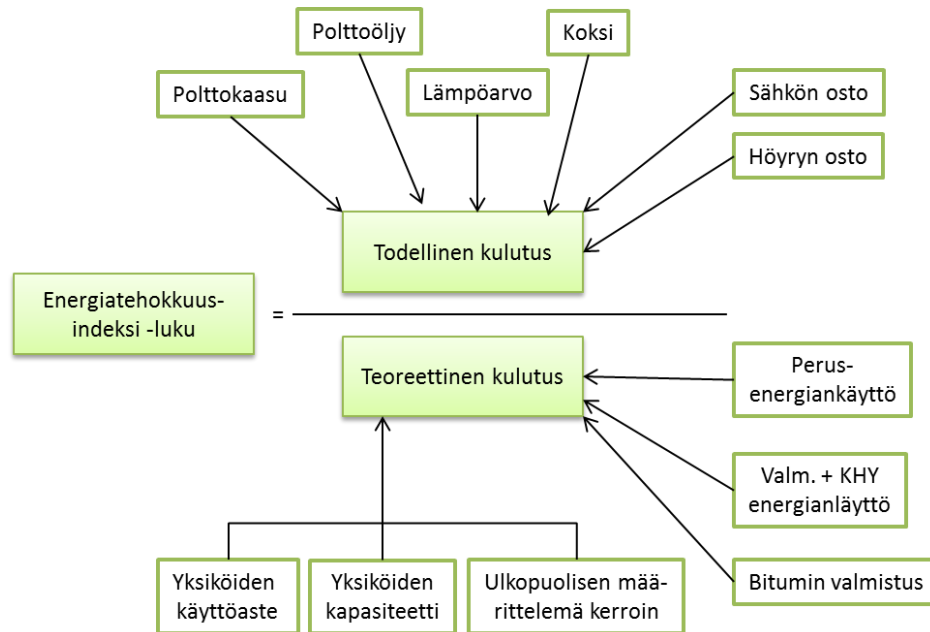 Polttoöljy
Koksi
Polttokaasu
Lämpöarvo
Sähkön osto
Höyryn osto
Todellinen kulutus
Energiatehokkuus-
indeksi -luku
=
Teoreettinen kulutus
Perus-
energiankäyttö
Valm. + KHY
energianläyttö
Yksiköiden
käyttöaste
Yksiköiden
kapasiteetti
Ulkopuolisen mää-
rittelemä kerroin
Bitumin valmistus